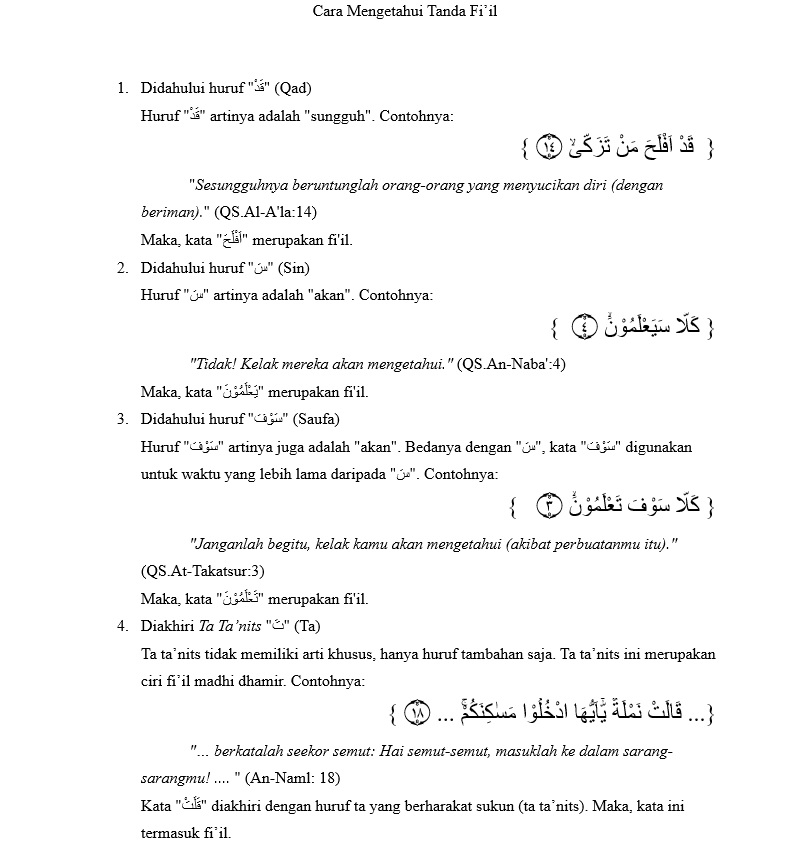 Cara Mengetahui Tanda Fi’il
1. Didahului huruf "قَدْ" (Qad)
Huruf "قَدْ" artinya adalah "sungguh". Contohnya:
{ قَدْ اَفْلَحَ مَنْ تَزَكّٰىۙ ١٤ }
"Sesungguhnya beruntunglah orang-orang yang menyucikan diri (dengan
beriman)." (QS.Al-A'la:14)
Maka, kata "اَفْلَحَ" merupakan fi'il.
2. Didahului huruf "سَ" (Sin)
Huruf "سَ" artinya adalah "akan". Contohnya:
{ كَلَّا سَيَعْلَمُوْنَۙ ٤ }
"Tidak! Kelak mereka akan mengetahui." (QS.An-Naba':4)
Maka, kata "يَعْلَمُوْنَ" merupakan fi'il.
3. Didahului huruf "سَوْفَ" (Saufa)
Huruf "سَوْفَ" artinya juga adalah "akan". Bedanya dengan "سَ", kata "سَوْفَ" digunakan
untuk waktu yang lebih lama daripada "سَ". Contohnya:
{ كَلَّا سَوْفَ تَعْلَمُوْنَۙ ٣ }
"Janganlah begitu, kelak kamu akan mengetahui (akibat perbuatanmu itu)."
(QS.At-Takatsur:3)
Maka, kata "تَعْلَمُوْنَ" merupakan fi'il.
4. Diakhiri Ta Ta’nits "تْ" (Ta)
Ta ta’nits tidak memiliki arti khusus, hanya huruf tambahan saja. Ta ta’nits ini merupakan
ciri fi’il madhi dhamir. Contohnya:
{... قَالَتْ نَمْلَةٌ يّٰٓاَيُّهَا ادْخُلُوْا مَسٰكِنَكُمْۚ ... ١٨ }
"... berkatalah seekor semut: Hai semut-semut, masuklah ke dalam sarang-
sarangmu! .... " (An-Naml: 18)
Kata "قَلَتْ" diakhiri dengan huruf ta yang berharakat sukun (ta ta’nits). Maka, kata ini
termasuk fi’il.